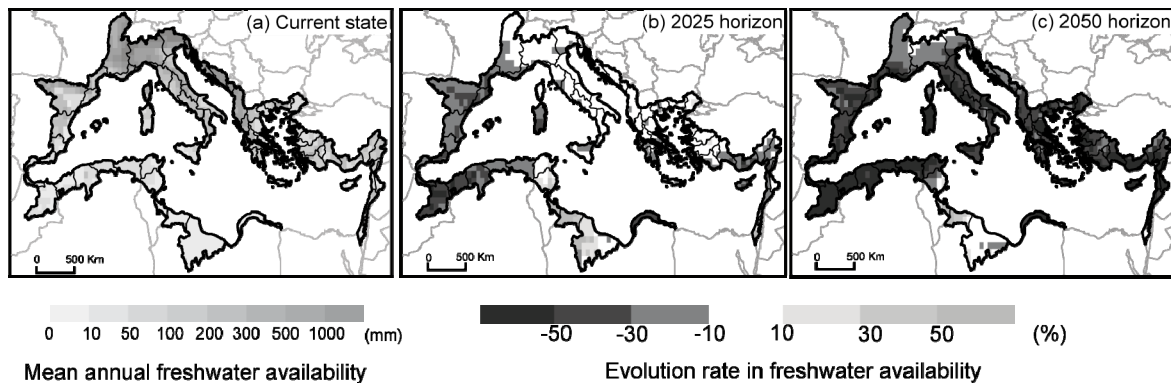 (a) Current state
(b) 2025 horizon
(c) 2050 horizon
0 500 Km
0 500 Km
0 500 Km
0 10 50 100 200 300 500 1000 (mm)
-50 -30 -10 10 30 50 (%)
Mean annual freshwater availability
Evolution rate in freshwater availability